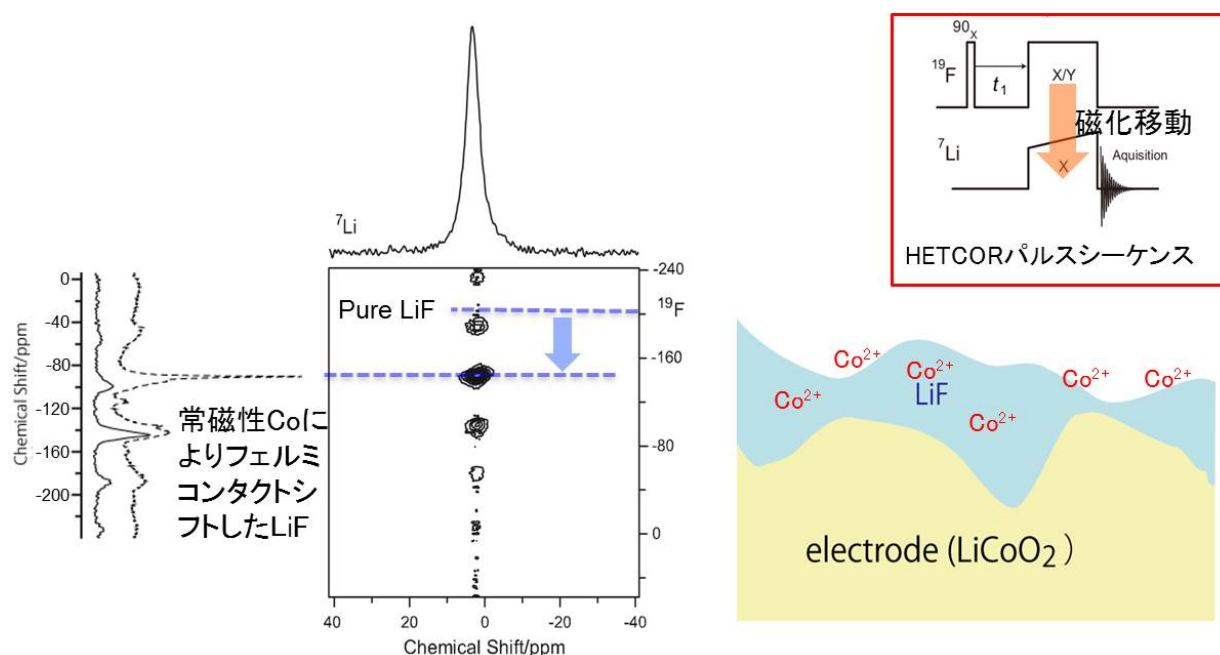 90x
19F
t1
X/Y
磁化移動
7Li
X
Aquisition
HETCORパルスシーケンス
7Li
0
-40
-80
-120
-160
-200
Chemical Shift/ppm
常磁性Coに
よりフェルミ
コンタクトシ
フトしたLiF
Pure LiF
-240
19F
-160
-80
0
40
20
0
-20
-40
Chemical Shift/ppm
Co2+
Co2+
Co2+
Co2+
Co2+
Co2+
LiF
electrode (LiCoO2 )